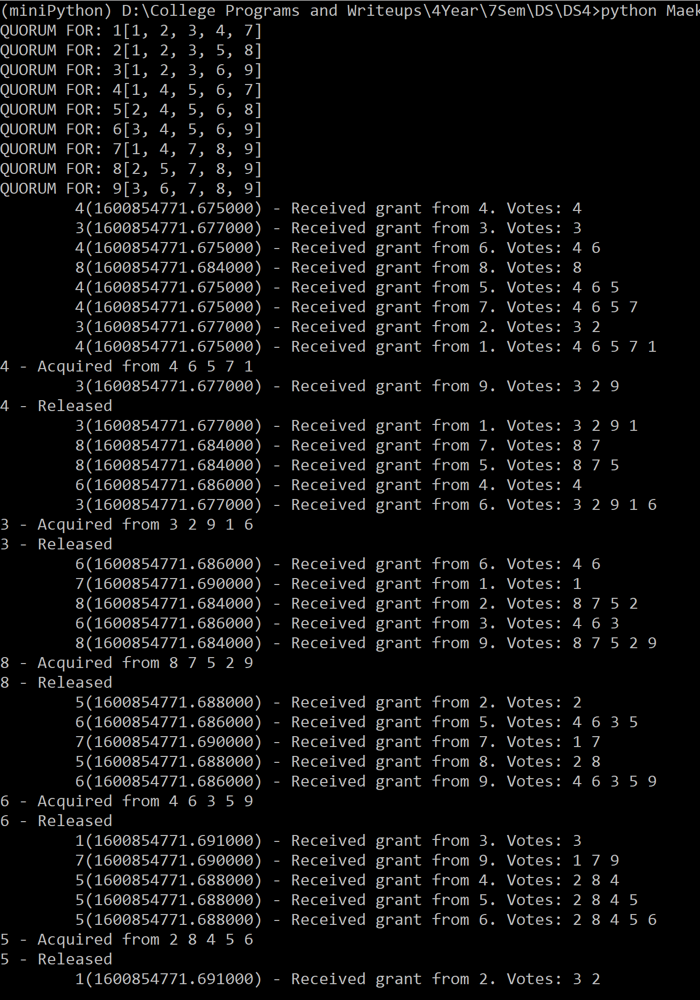 (miniPython) D:\College Programs and Writeups\4Year\7Sem\DS\DS4>python Maek
QUORUM FOR: 1[1, 2, 3, 4, 7]
QUORUM FOR: 2[1, 2, 3, 5, 8]
QUORUM FOR: 3[1, 2, 3, 6, 9]
QUORUM FOR: 4[1, 4, 5, 6, 7]
QUORUM FOR: 5[2, 4, 5, 6, 8]
QUORUM FOR: 6[3, 4, 5, 6, 9]
QUORUM FOR: 7[1, 4, 7, 8, 9]
QUORUM FOR: 8[2, 5, 7, 8, 9]
QUORUM FOR: 9[3, 6, 7, 8, 9]
        4(1600854771.675000) - Received grant from 4. Votes: 4
        3(1600854771.677000) - Received grant from 3. Votes: 3
        4(1600854771.675000) - Received grant from 6. Votes: 4 6
        8(1600854771.684000) - Received grant from 8. Votes: 8
        4(1600854771.675000) - Received grant from 5. Votes: 4 6 5
        4(1600854771.675000) - Received grant from 7. Votes: 4 6 5 7
        3(1600854771.677000) - Received grant from 2. Votes: 3 2
        4(1600854771.675000) - Received grant from 1. Votes: 4 6 5 7 1
4 - Acquired from 4 6 5 7 1
        3(1600854771.677000) - Received grant from 9. Votes: 3 2 9
4 - Released
        3(1600854771.677000) - Received grant from 1. Votes: 3 2 9 1
        8(1600854771.684000) - Received grant from 7. Votes: 8 7
        8(1600854771.684000) - Received grant from 5. Votes: 8 7 5
        6(1600854771.686000) - Received grant from 4. Votes: 4
        3(1600854771.677000) - Received grant from 6. Votes: 3 2 9 1 6
3 - Acquired from 3 2 9 1 6
3 - Released
        6(1600854771.686000) - Received grant from 6. Votes: 4 6
        7(1600854771.690000) - Received grant from 1. Votes: 1
        8(1600854771.684000) - Received grant from 2. Votes: 8 7 5 2
        6(1600854771.686000) - Received grant from 3. Votes: 4 6 3
        8(1600854771.684000) - Received grant from 9. Votes: 8 7 5 2 9
8 - Acquired from 8 7 5 2 9
8 - Released
        5(1600854771.688000) - Received grant from 2. Votes: 2
        6(1600854771.686000) - Received grant from 5. Votes: 4 6 3 5
        7(1600854771.690000) - Received grant from 7. Votes: 1 7
        5(1600854771.688000) - Received grant from 8. Votes: 2 8
        6(1600854771.686000) - Received grant from 9. Votes: 4 6 3 5 9
6 - Acquired from 4 6 3 5 9
6 - Released
        1(1600854771.691000) - Received grant from 3. Votes: 3
        7(1600854771.690000) - Received grant from 9. Votes: 1 7 9
        5(1600854771.688000) - Received grant from 4. Votes: 2 8 4
        5(1600854771.688000) - Received grant from 5. Votes: 2 8 4 5
        5(1600854771.688000) - Received grant from 6. Votes: 2 8 4 5 6
5 - Acquired from 2 8 4 5 6
5 - Released
        1(1600854771.691000) - Received grant from 2. Votes: 3 2